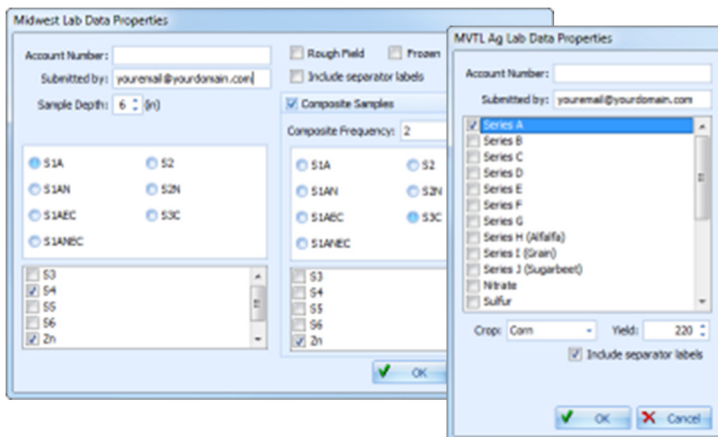 Midwest Lab Data Properties
Account Number:
Submitted by: youremail@yourdomain.com
Sample Depth: 6 (in)
S1A S2
S1AN S2N
S1AEC S3C
S1ANEC
S3
S4
S5
S6
Zn
Rough Field Frozen
Include separator labels
Composite Samples
Composite Frequency: 2
S1A S2
S1AN S2N
S1AEC S3C
S1ANEC
S3
S4
S5
S6
Zn
OK
MVTL Ag Lab Data Properties
Account Number:
Submitted by: youremail@yourdomain.com
Series A
Series B
Series C
Series D
Series E
Series F
Series G
Series H (Alfalfa)
Series I (Grain)
Series J (Sugarbeet)
Nitrate
Sulfur
Crop: Corn Yield: 220
Include separator labels
OK Cancel